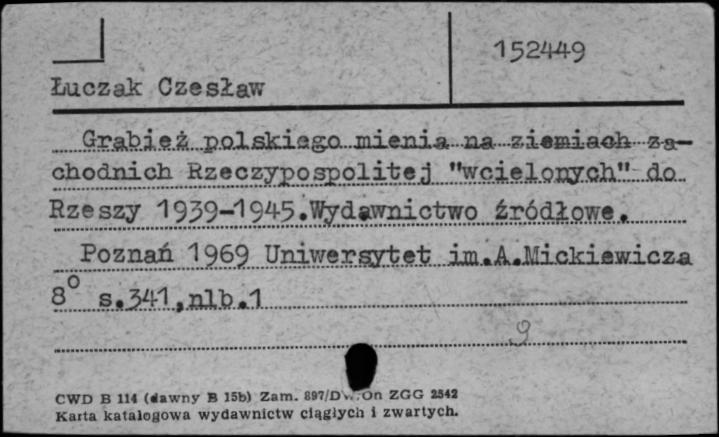 152449
Łuczak Czesław
Grabież polskiego mienia na ziemiach za-
chodnich Rzeczypospolitej "wcielonych" do
Rzeszy 1939-1945.Wydawnictwo źródłowe.
Poznań 1969 Uniwersytet im.A.Mickiewicza
8° s.341,nlb.1
9
CWD B 114 (dawny B 15b) Zam. 897/ ZGG 2542
Karta katalogowa wydawnictw ciągłych i zwartych.